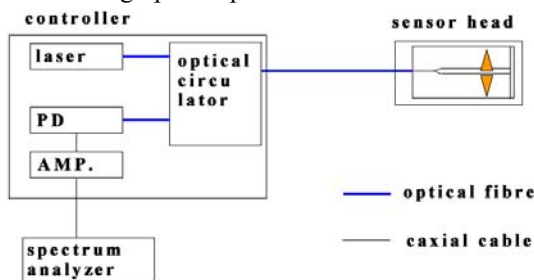 controller
sensor head
laser
optical
circu
lator
PD
AMP.
optical fibre
caxial cable
spectrum
analyzer